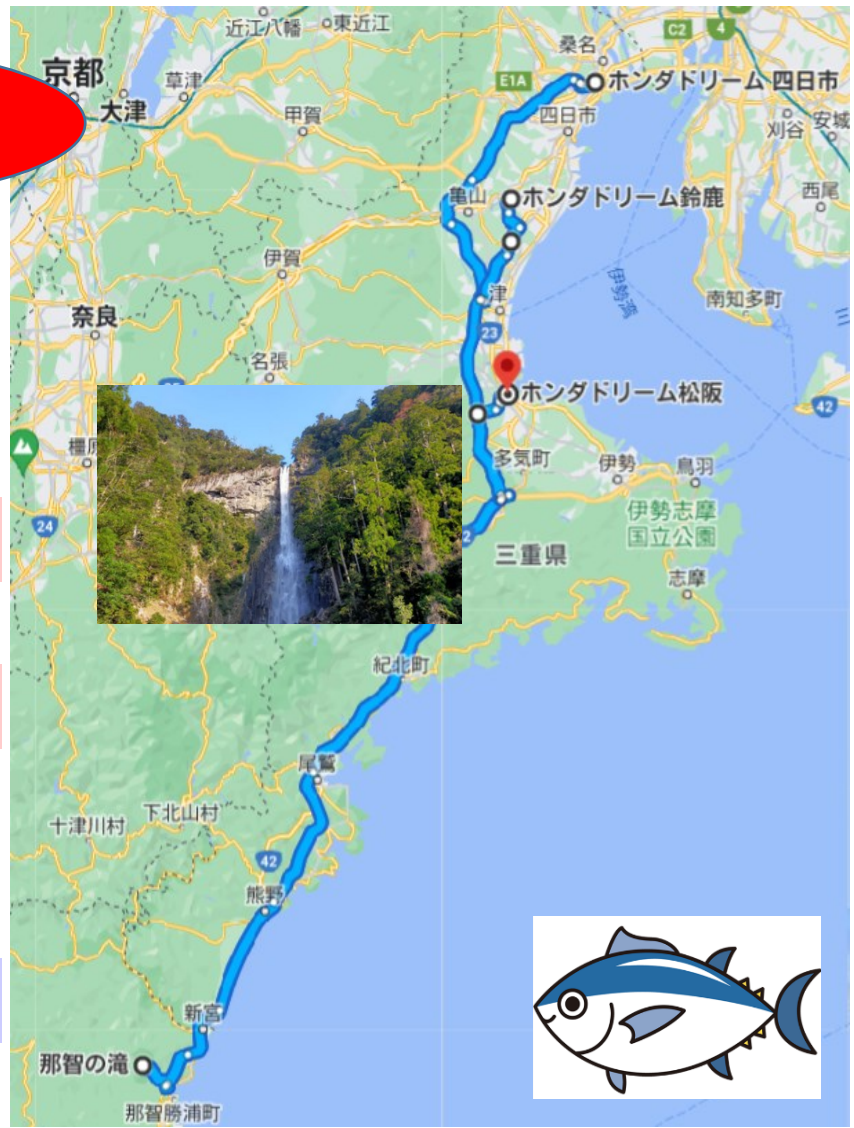 近江八幡
東近江
桑名
C2
4
京都
草津
E1A
ホンダドリーム 四日市
大津
甲賀
四日市
刈谷
安城
亀山
ホンダドリーム鈴鹿
西尾
伊賀
伊勢湾
津
南知多町
三
奈良
23
名張
ホンダドリーム松阪
42
橿原
多気町
伊勢
鳥羽
24
伊勢志摩
国立公園
三重県
志摩
紀北町
尾鷲
下北山村
十津川村
42
熊野
新宮
那智の滝
那智勝浦町